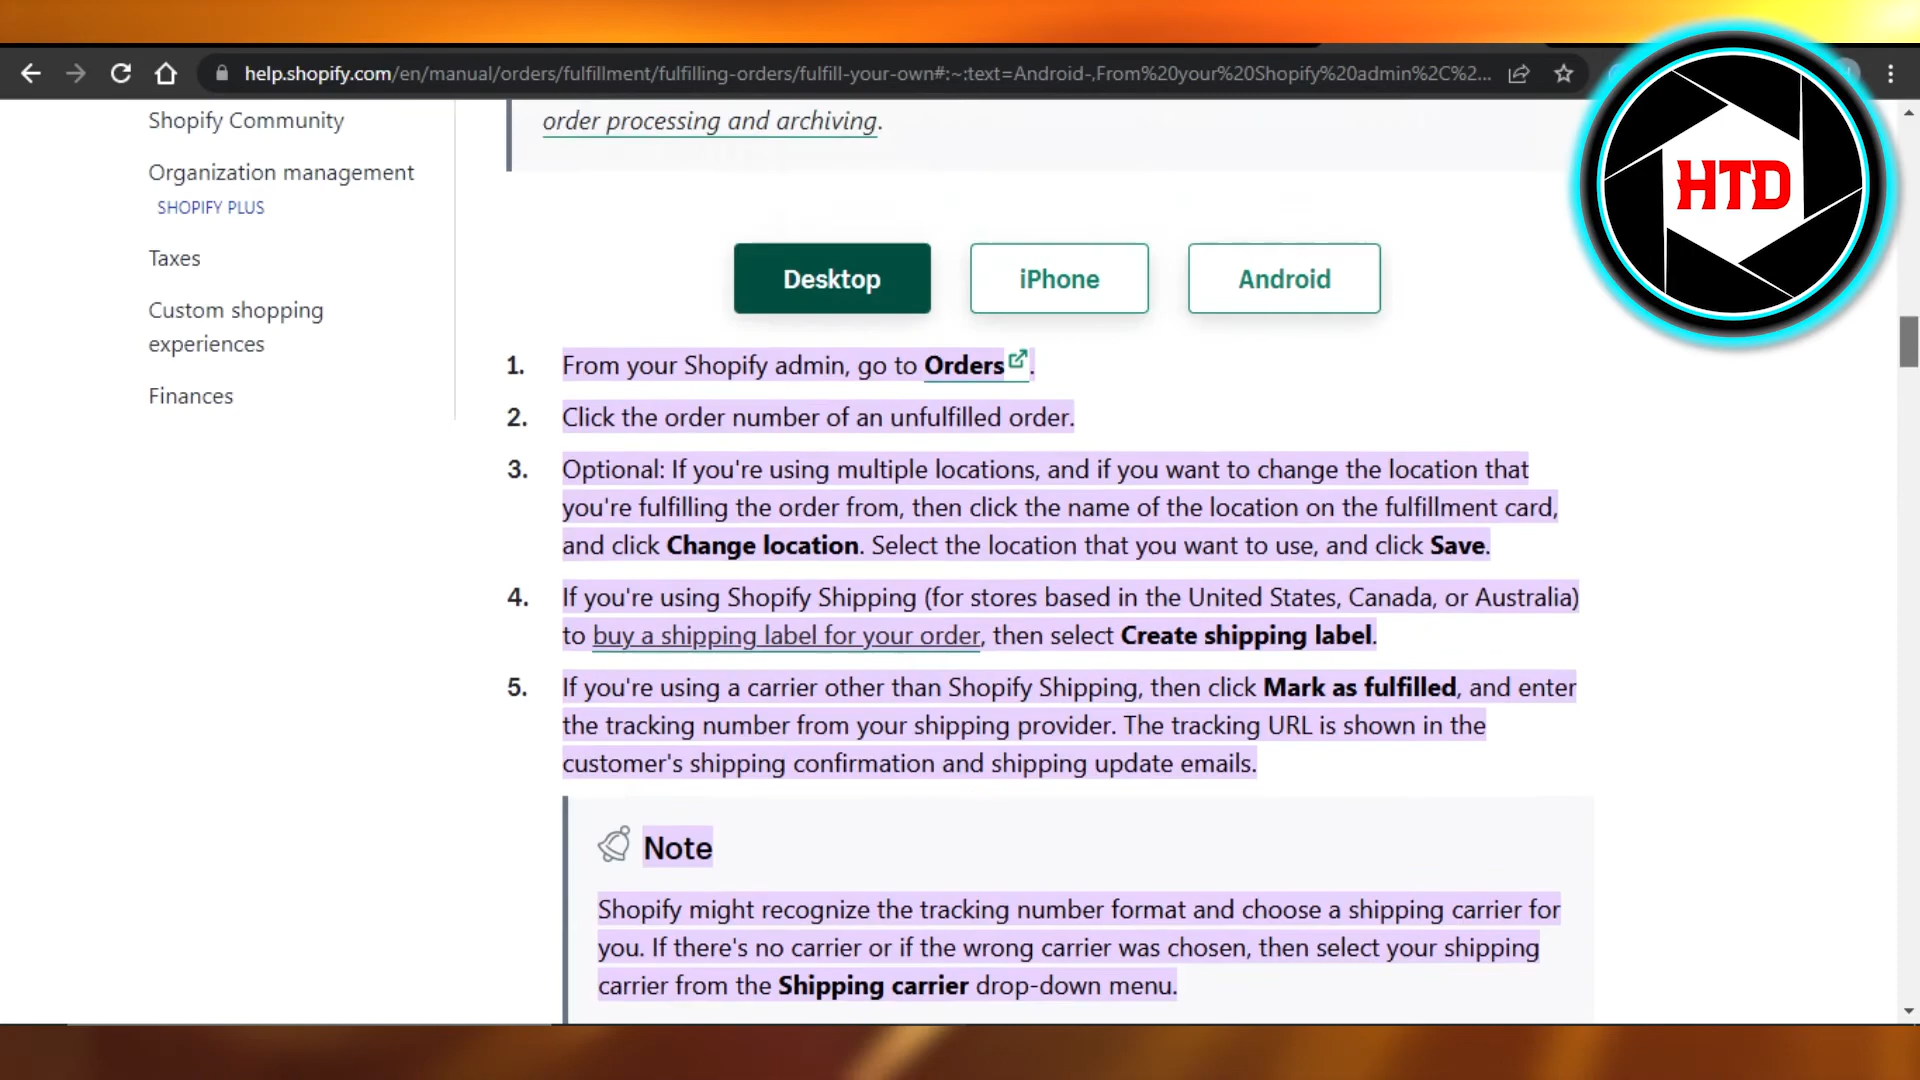 help.shopify.com/en/manual/orders/fulfillment/fulfilling-orders/fulfill-your-own#:~:text=Android-,From%20your%20Shopify%20admin%2C%2...
Shopify Community
Organization management
SHOPIFY PLUS
Taxes
Custom shopping
experiences
Finances
order processing and archiving.
Desktop
iPhone
Android
1. From your Shopify admin, go to Orders.
2. Click the order number of an unfulfilled order.
3. Optional: If you're using multiple locations, and if you want to change the location that
you're fulfilling the order from, then click the name of the location on the fulfillment card,
and click Change location. Select the location that you want to use, and click Save.
4. If you're using Shopify Shipping (for stores based in the United States, Canada, or Australia)
to buy a shipping label for your order, then select Create shipping label.
5. If you're using a carrier other than Shopify Shipping, then click Mark as fulfilled, and enter
the tracking number from your shipping provider. The tracking URL is shown in the
customer's shipping confirmation and shipping update emails.
Note
Shopify might recognize the tracking number format and choose a shipping carrier for
you. If there's no carrier or if the wrong carrier was chosen, then select your shipping
carrier from the Shipping carrier drop-down menu.
HTD